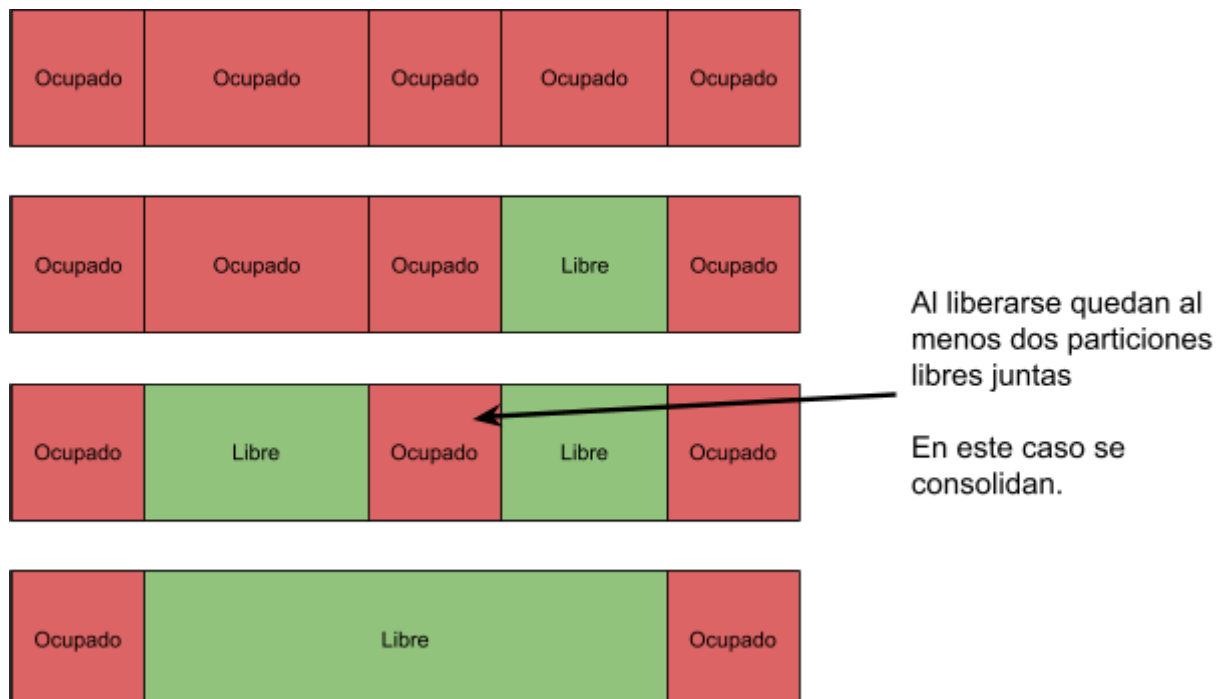 Ocupado Ocupado Ocupado Ocupado Ocupado
Ocupado Ocupado Ocupado Libre Ocupado
Al liberarse quedan al
menos dos particiones
libres juntas
En este caso se
consolidan.
Ocupado Libre Ocupado Libre Ocupado
Ocupado Libre Ocupado